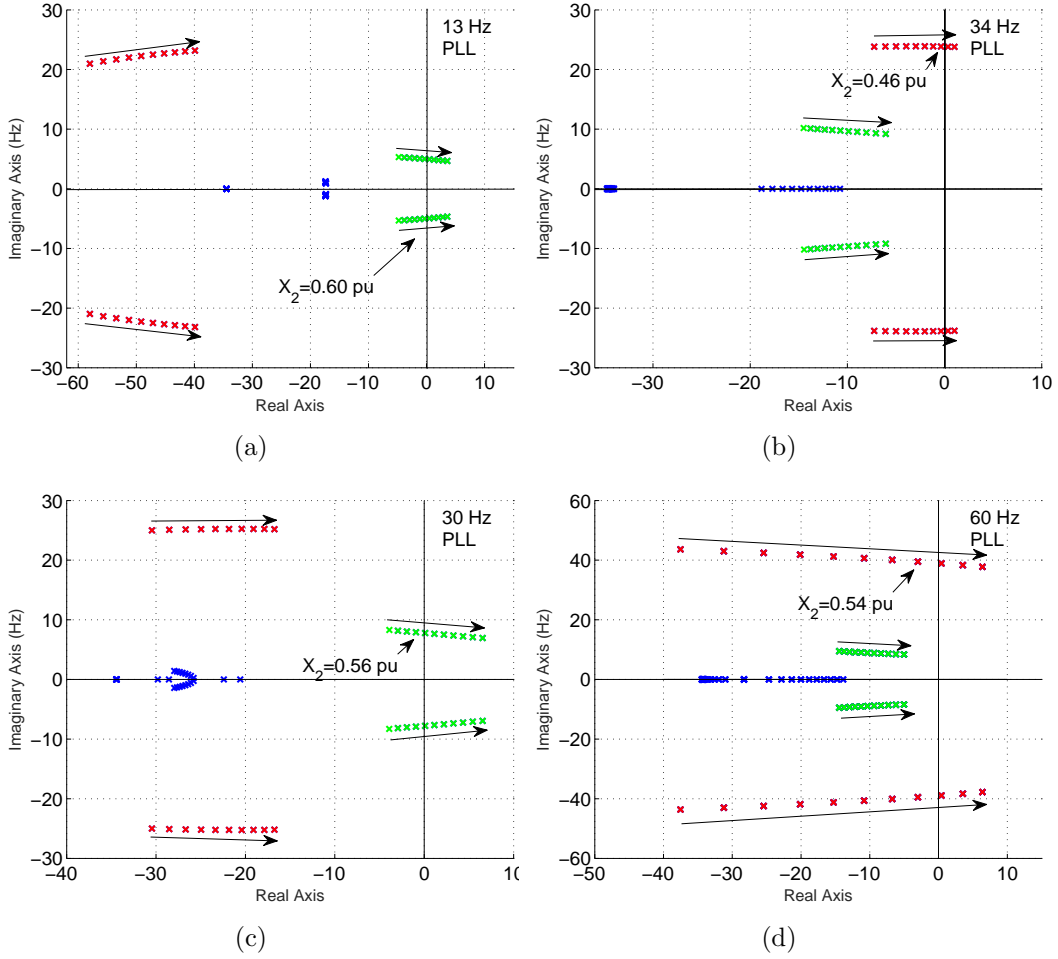 30
20
10
0
−10
−20
−30
Imaginary Axis (Hz)
−60
−50
−40
−30
−20
−10
0
10
Real Axis
13 Hz
PLL
X2=0.60 pu
(a)
30
20
10
0
−10
−20
−30
Imaginary Axis (Hz)
−30
−20
−10
0
10
Real Axis
34 Hz
PLL
X2=0.46 pu
(b)
30
20
10
0
−10
−20
−30
Imaginary Axis (Hz)
−40
−30
−20
−10
0
10
Real Axis
30 Hz
PLL
X2=0.56 pu
(c)
60
40
20
0
−20
−40
−60
Imaginary Axis (Hz)
−50
−40
−30
−20
−10
0
10
Real Axis
60 Hz
PLL
X2=0.54 pu
(d)